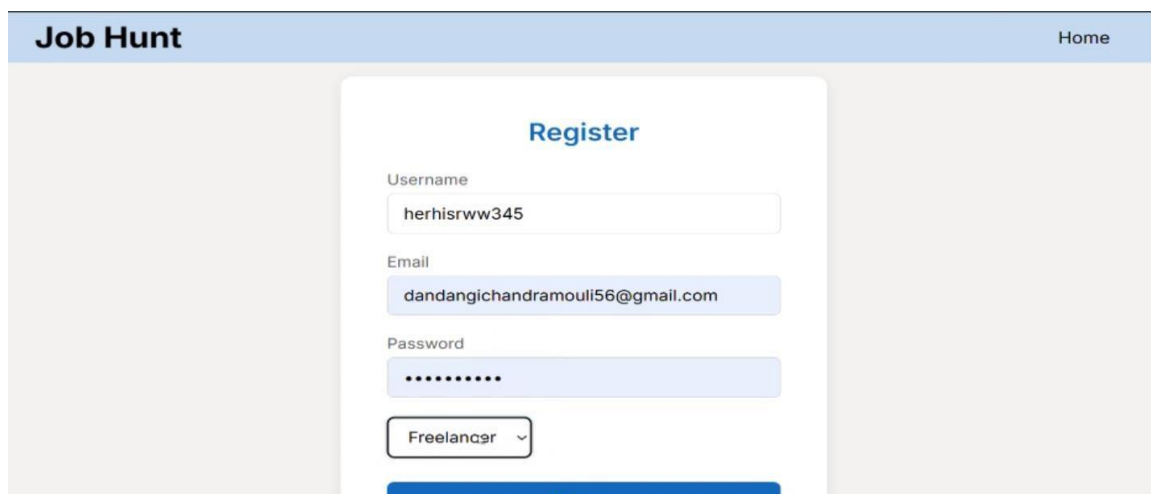 Job Hunt
Home
Register
Username
herhisrww345
Email
dandangichandramouli56@gmail.com
Password
••••••••••
Freelancer